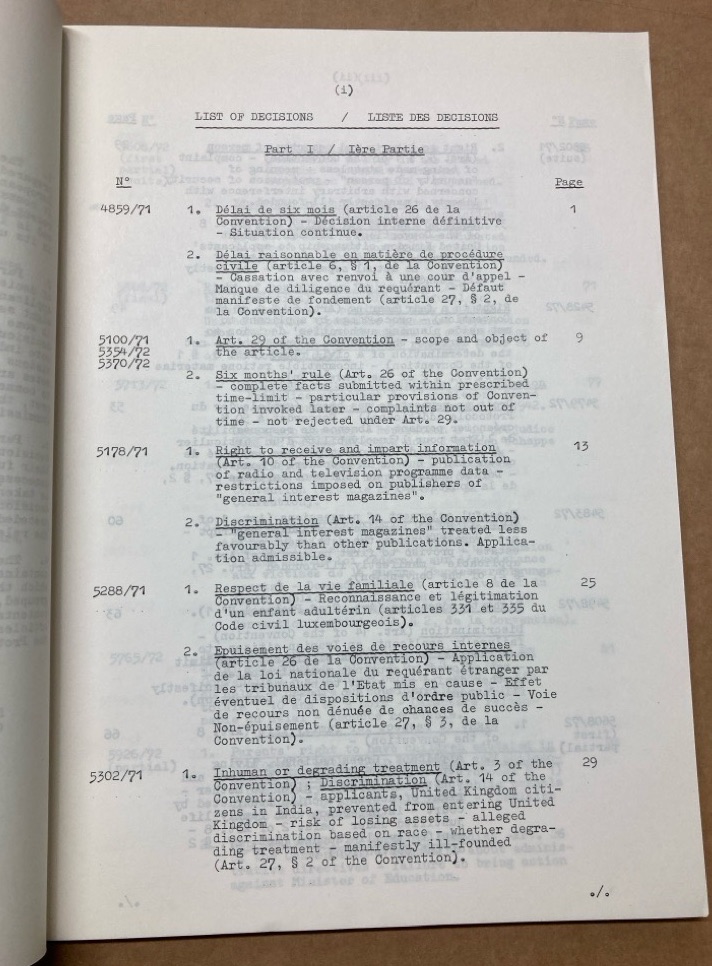 (i)
LIST OF DECISIONS / LISTE DES DECISIONS
Part I / Ière Partie
N° Page
4859/71 1. Délai de six mois (article 26 de la 1
Convention) - Décision interne définitive
- Situation continue.
2. Délai raisonnable en matière de procédure
civile (article 6, § 1, de la Convention)
- Cassation avec renvoi à une cour d'appel -
Manque de diligence du requérant - Défaut
manifeste de fondement (article 27, § 2, de
la Convention).
5100/71 1. Art. 29 of the Convention - scope and object of 9
5354/72 the article.
5370/72
2. Six months' rule (Art. 26 of the Convention)
- complete facts submitted within prescribed
time-limit - particular provisions of Conven-
tion invoked later - complaints not out of
time - not rejected under Art. 29.
5178/71 1. Right to receive and impart information 13
(Art. 10 of the Convention) - publication
of radio and television programme data -
restrictions imposed on publishers of
"general interest magazines".
2. Discrimination (Art. 14 of the Convention)
- "general interest magazines" treated less
favourably than other publications. Applica-
tion admissible.
5288/71 1. Respect de la vie familiale (article 8 de la 25
Convention) - Reconnaissance et légitimation
d'un enfant adultérin (articles 331 et 335 du
Code civil luxembourgeois).
2. Epuisement des voies de recours internes
(article 26 de la Convention) - Application
de la loi nationale du requérant étranger par
les tribunaux de l'Etat mis en cause - Effet
éventuel de dispositions d'ordre public - Voie
de recours non dénuée de chances de succès -
Non-épuisement (article 27, § 3, de la
Convention).
5302/71 1. Inhuman or degrading treatment (Art. 3 of the 29
Convention) ; Discrimination (Art. 14 of the
Convention) - applicants, United Kingdom citi-
zens in India, prevented from entering United
Kingdom - risk of losing assets - alleged
discrimination based on race - whether degra-
ding treatment - manifestly ill-founded
(Art. 27, § 2 of the Convention).
./.